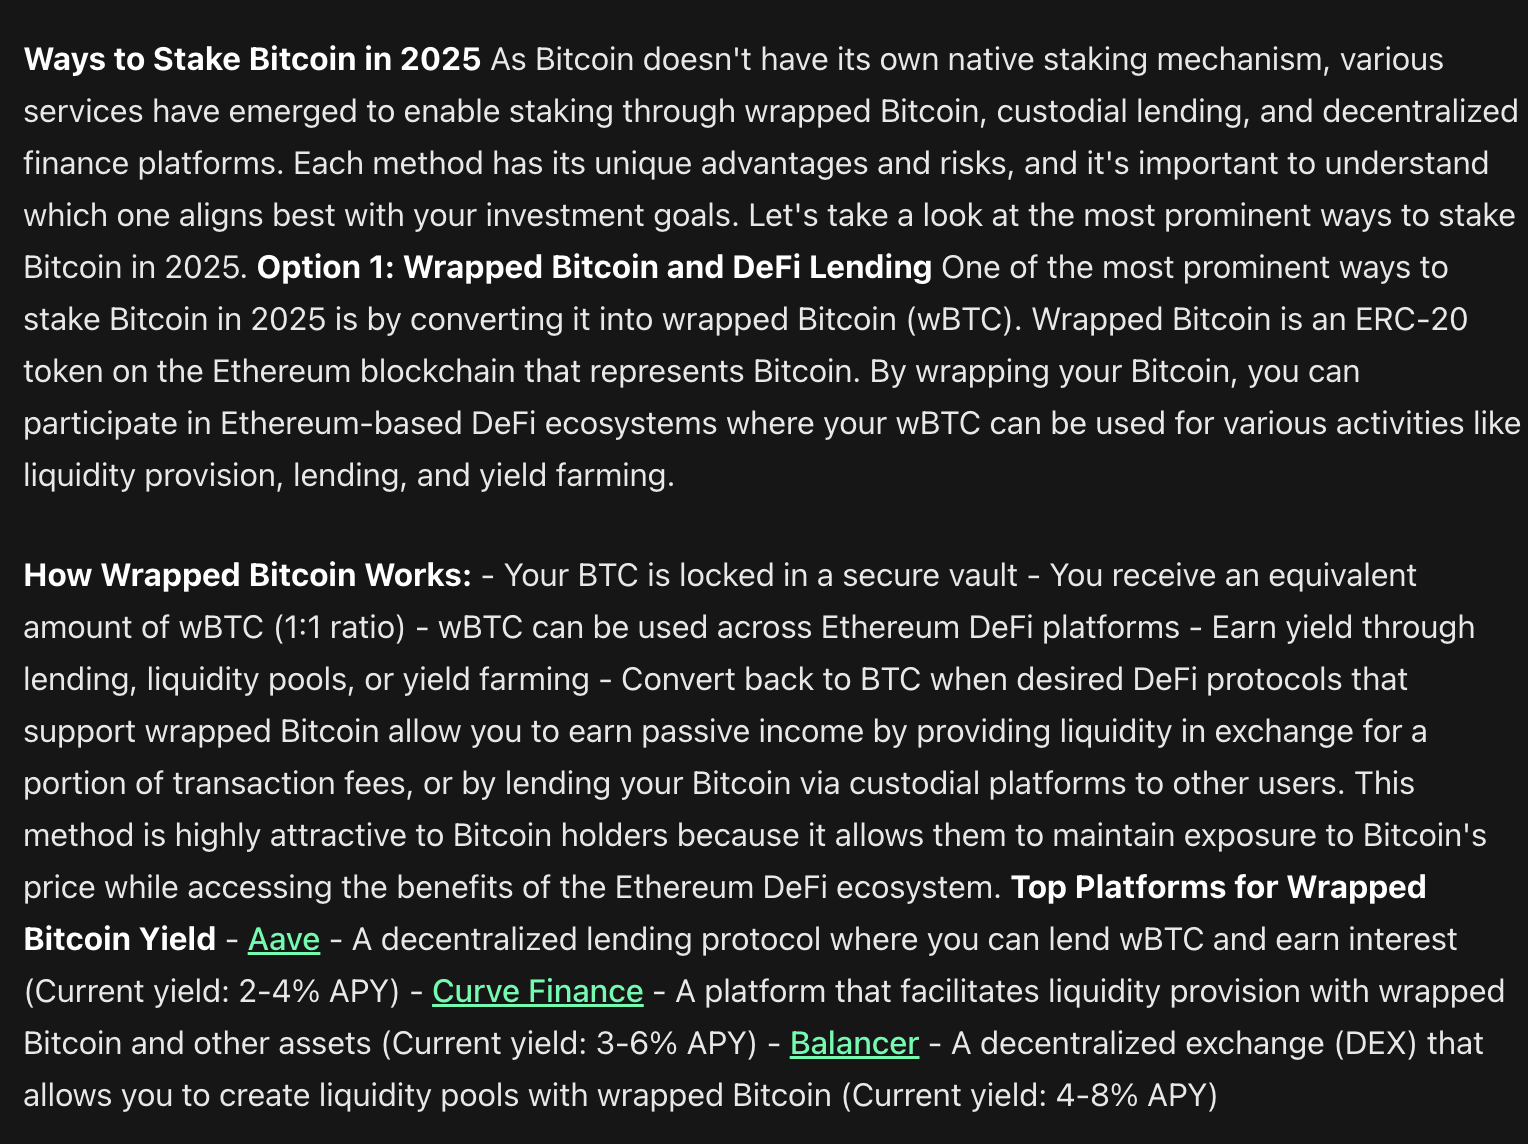 Ways to Stake Bitcoin in 2025 As Bitcoin doesn't have its own native staking mechanism, various
services have emerged to enable staking through wrapped Bitcoin, custodial lending, and decentralized
finance platforms. Each method has its unique advantages and risks, and it's important to understand
which one aligns best with your investment goals. Let's take a look at the most prominent ways to stake
Bitcoin in 2025. Option 1: Wrapped Bitcoin and DeFi Lending One of the most prominent ways to
stake Bitcoin in 2025 is by converting it into wrapped Bitcoin (wBTC). Wrapped Bitcoin is an ERC-20
token on the Ethereum blockchain that represents Bitcoin. By wrapping your Bitcoin, you can
participate in Ethereum-based DeFi ecosystems where your wBTC can be used for various activities like
liquidity provision, lending, and yield farming.
How Wrapped Bitcoin Works: - Your BTC is locked in a secure vault - You receive an equivalent
amount of wBTC (1:1 ratio) - wBTC can be used across Ethereum DeFi platforms - Earn yield through
lending, liquidity pools, or yield farming - Convert back to BTC when desired DeFi protocols that
support wrapped Bitcoin allow you to earn passive income by providing liquidity in exchange for a
portion of transaction fees, or by lending your Bitcoin via custodial platforms to other users. This
method is highly attractive to Bitcoin holders because it allows them to maintain exposure to Bitcoin's
price while accessing the benefits of the Ethereum DeFi ecosystem. Top Platforms for Wrapped
Bitcoin Yield - Aave - A decentralized lending protocol where you can lend wBTC and earn interest
(Current yield: 2-4% APY) - Curve Finance - A platform that facilitates liquidity provision with wrapped
Bitcoin and other assets (Current yield: 3-6% APY) - Balancer - A decentralized exchange (DEX) that
allows you to create liquidity pools with wrapped Bitcoin (Current yield: 4-8% APY)